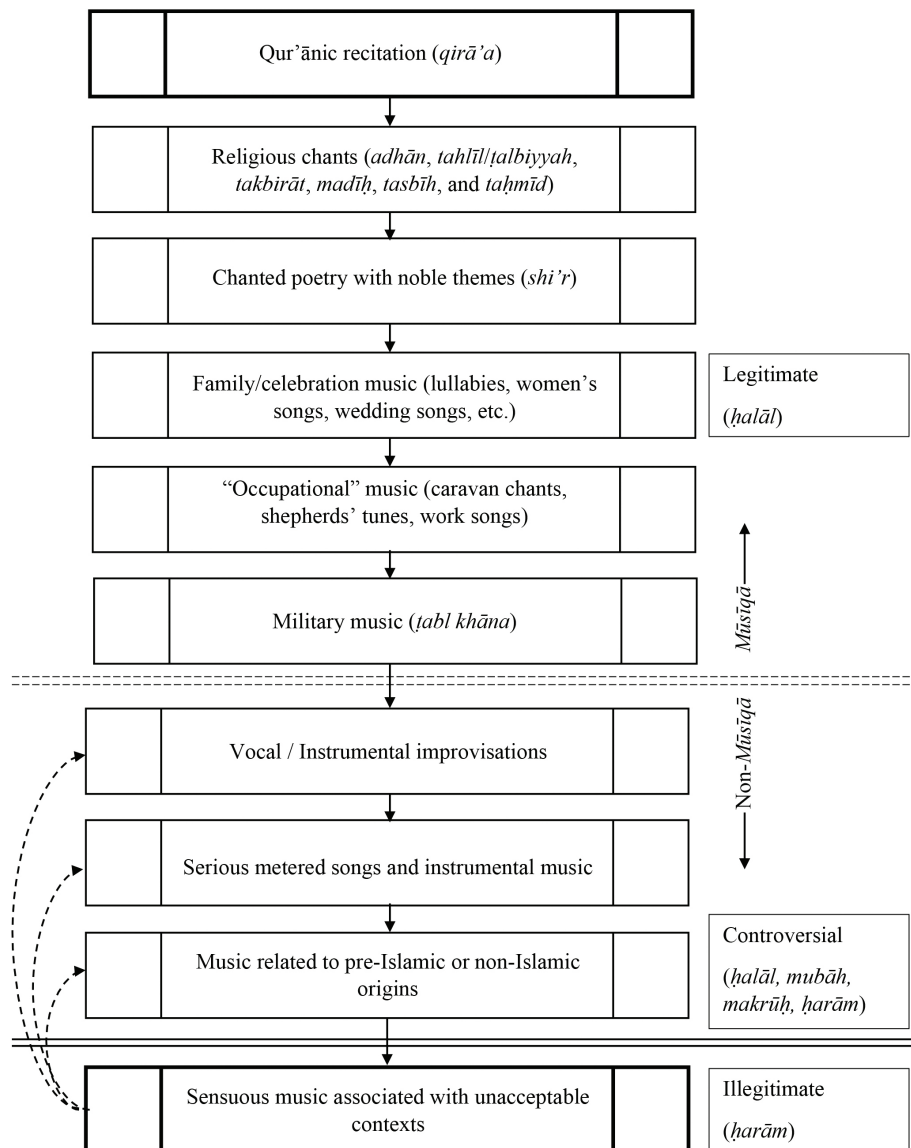 Qur’ānic recitation (qirā’a)
Religious chants (adhān, tahlīl/ṭalbiyyah,
takbirāt, madīḥ, tasbīh, and taḥmīd)
Chanted poetry with noble themes (shi’r)
Family/celebration music (lullabies, women’s
songs, wedding songs, etc.)
Legitimate
(ḥalāl)
“Occupational” music (caravan chants,
shepherds’ tunes, work songs)
Military music (ṭabl khāna)
Mūsīqā
Vocal / Instrumental improvisations
Non-Mūsīqā
Serious metered songs and instrumental music
Music related to pre-Islamic or non-Islamic
origins
Controversial
(ḥalāl, mubāh,
makrūḥ, ḥarām)
Sensuous music associated with unacceptable
contexts
Illegitimate
(ḥarām)